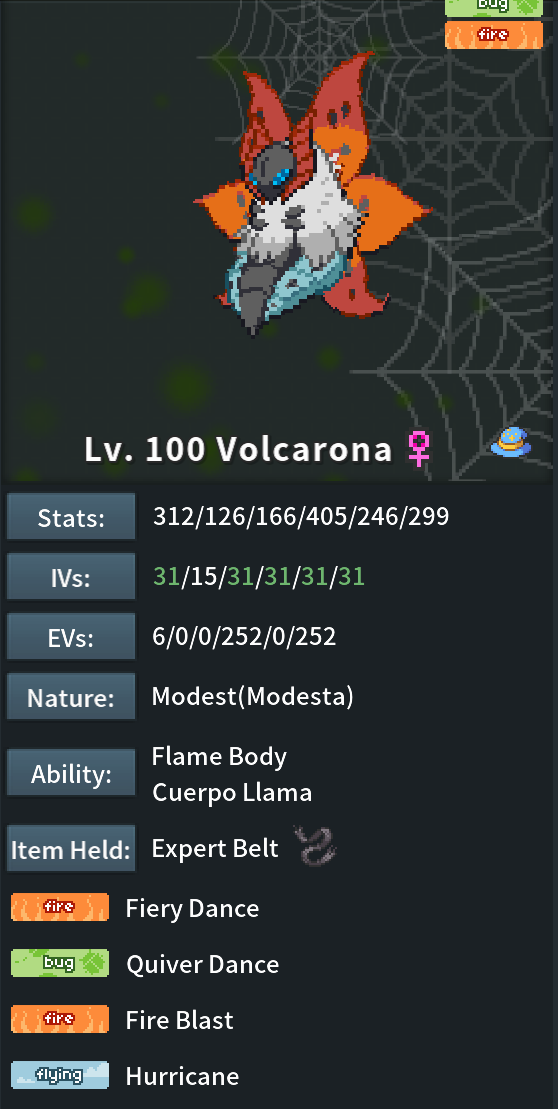 bug
fire
Lv. 100 Volcarona
Stats: 312/126/166/405/246/299
IVs: 31/15/31/31/31/31
EVs: 6/0/0/252/0/252
Nature: Modest(Modesta)
Ability: Flame Body
Cuerpo Llama
Item Held: Expert Belt
fire Fiery Dance
bug Quiver Dance
fire Fire Blast
flying Hurricane